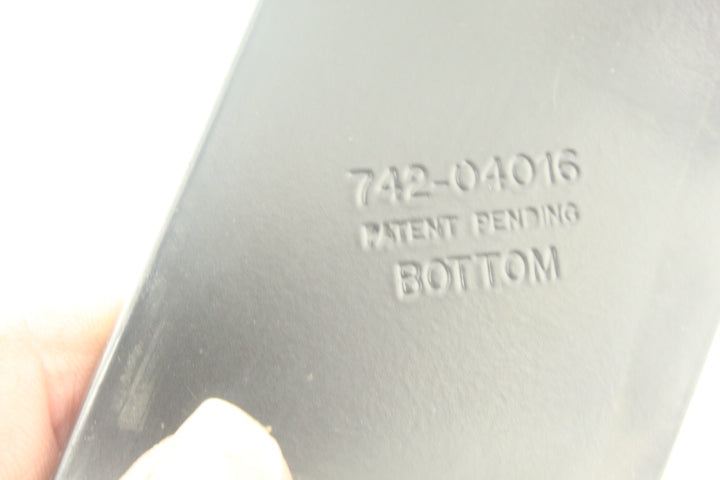 742-04016
PATENT PENDING
BOTTOM